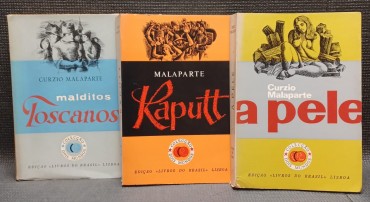 CURZIO MALAPARTE
malditos
Toscanos
EDIÇÃO «LIVROS DO BRASIL» LISBOA
MALAPARTE
Kaputt
EDIÇÃO «LIVROS DO BRASIL» LISBOA
Curzio
Malaparte
a pele
EDIÇÃO «LIVROS DO BRASIL» LISBOA